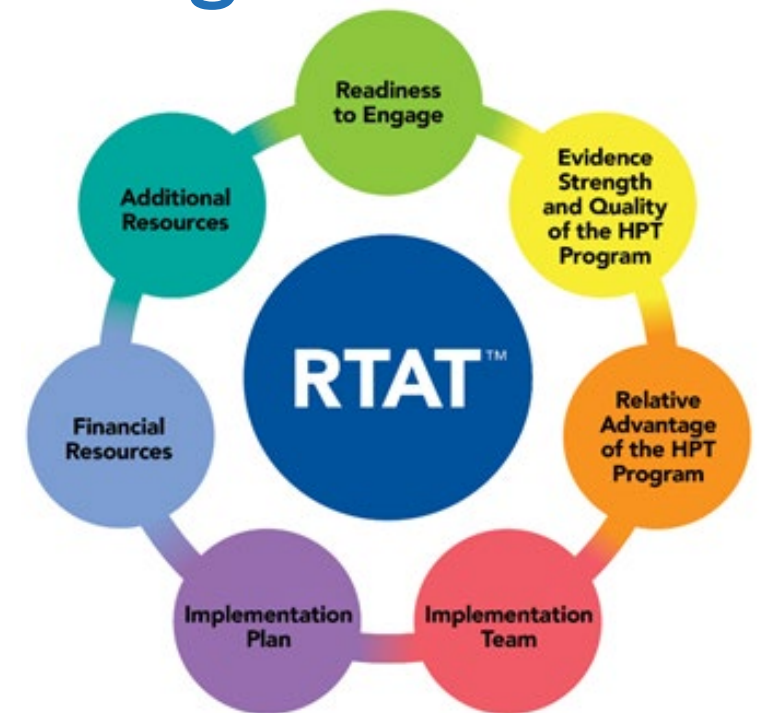 Readiness
to Engage
Evidence
Strength
and Quality
of the HPT
Program
Relative
Advantage
of the HPT
Program
Implementation
Team
Implementation
Plan
Financial
Resources
Additional
Resources
RTAT™